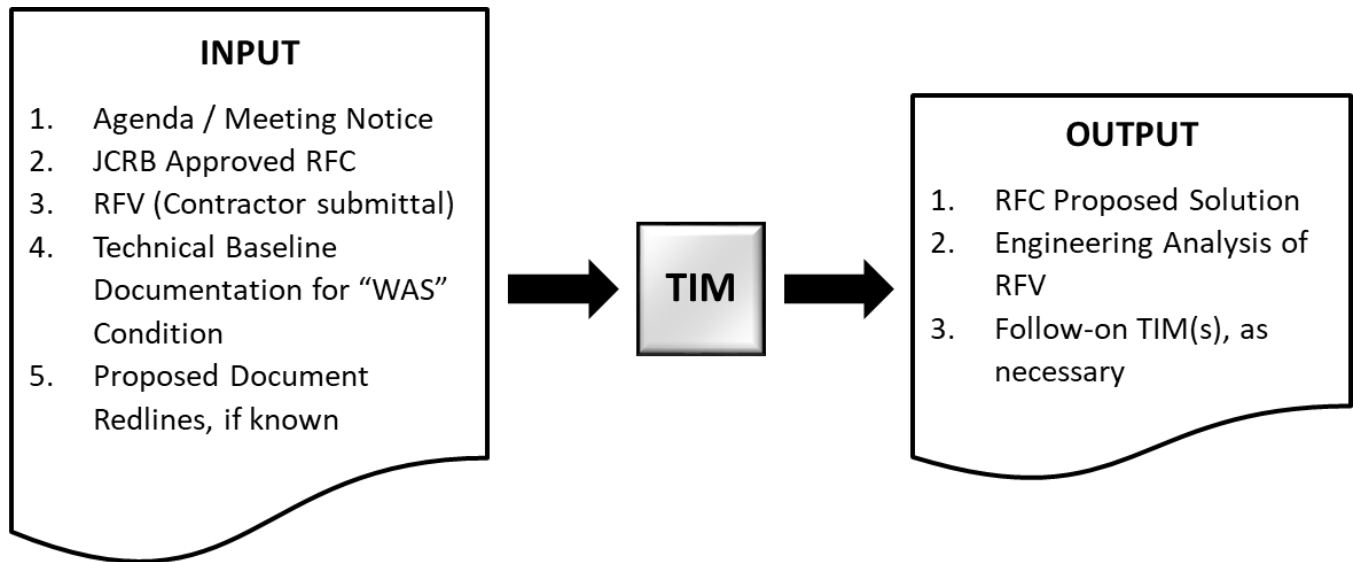 INPUT
1. Agenda / Meeting Notice
2. JCRB Approved RFC
3. RFV (Contractor submittal)
4. Technical Baseline
Documentation for “WAS”
Condition
5. Proposed Document
Redlines, if known
TIM
OUTPUT
1. RFC Proposed Solution
2. Engineering Analysis of
RFV
3. Follow-on TIM(s), as
necessary